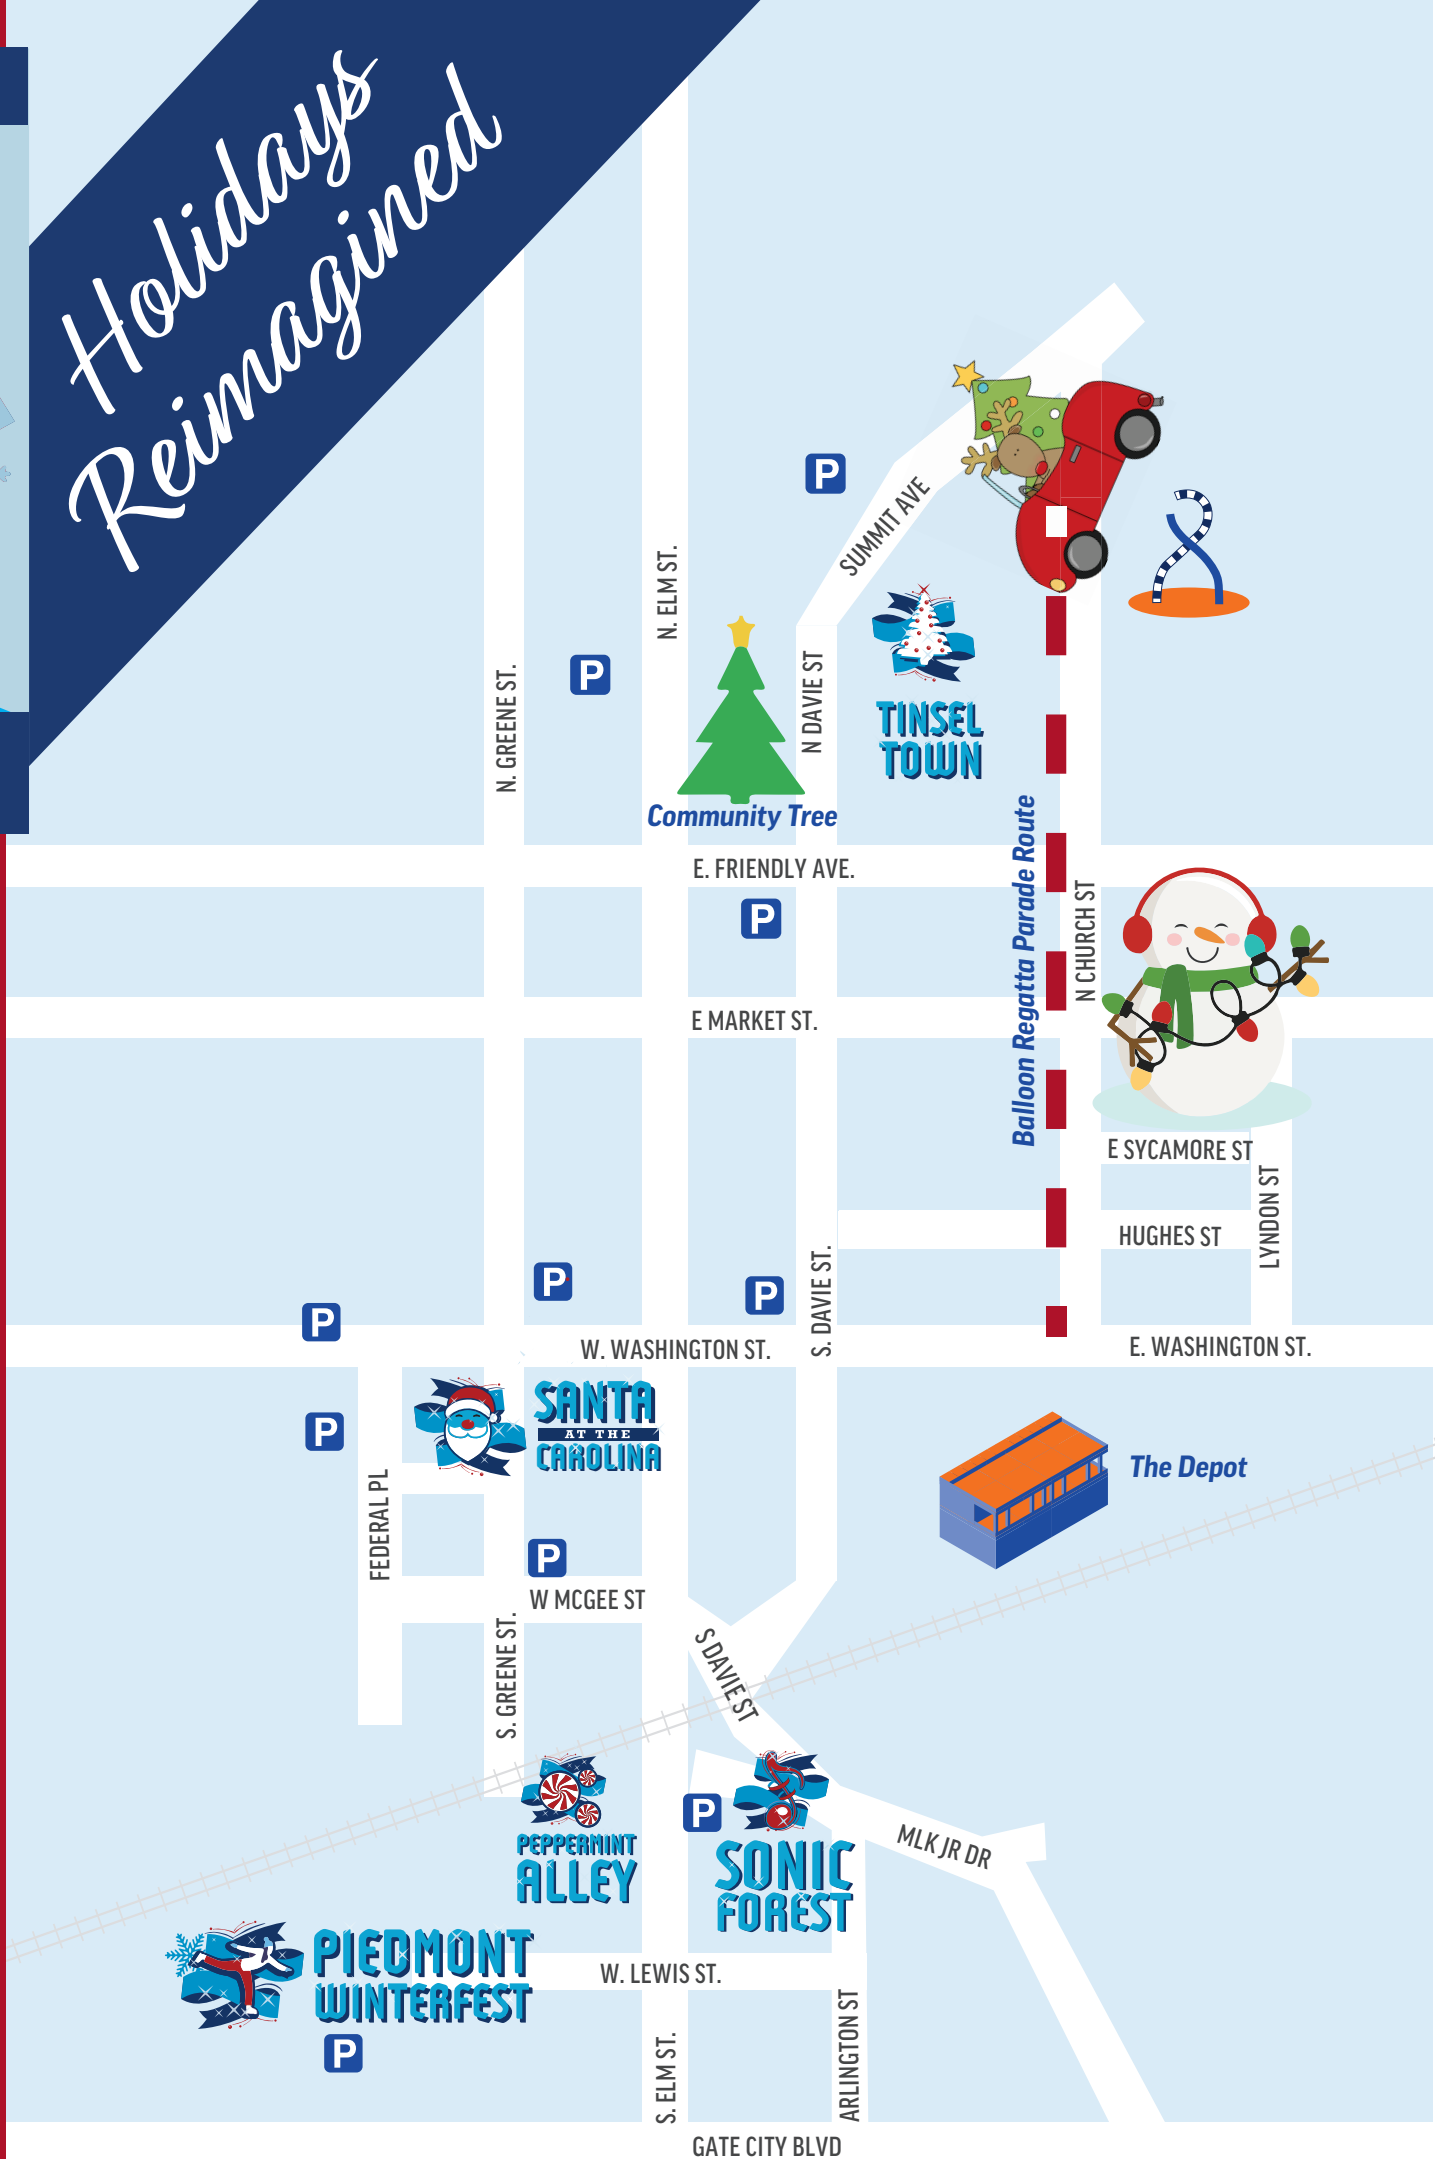 Holidays
Reimagined
P
SUMMIT AVE
N. ELM ST.
P
N. GREENE ST.
N DAVIE ST
TINSEL
TOWN
Community Tree
E. FRIENDLY AVE.
Balloon Regatta Parade Route
P
N CHURCH ST
E MARKET ST.
E SYCAMORE ST
LYNDON ST
HUGHES ST
P
P
S. DAVIE ST.
P
W. WASHINGTON ST.
E. WASHINGTON ST.
SANTA
AT THE
CAROLINA
P
The Depot
FEDERAL PL
P
W MCGEE ST
S. GREENE ST.
S DAVIE ST
P
PEPPERMINT
ALLEY
SONIC
FOREST
MLK JR DR
PIEDMONT
WINTERFEST
W. LEWIS ST.
P
S. ELM ST.
ARLINGTON ST
GATE CITY BLVD